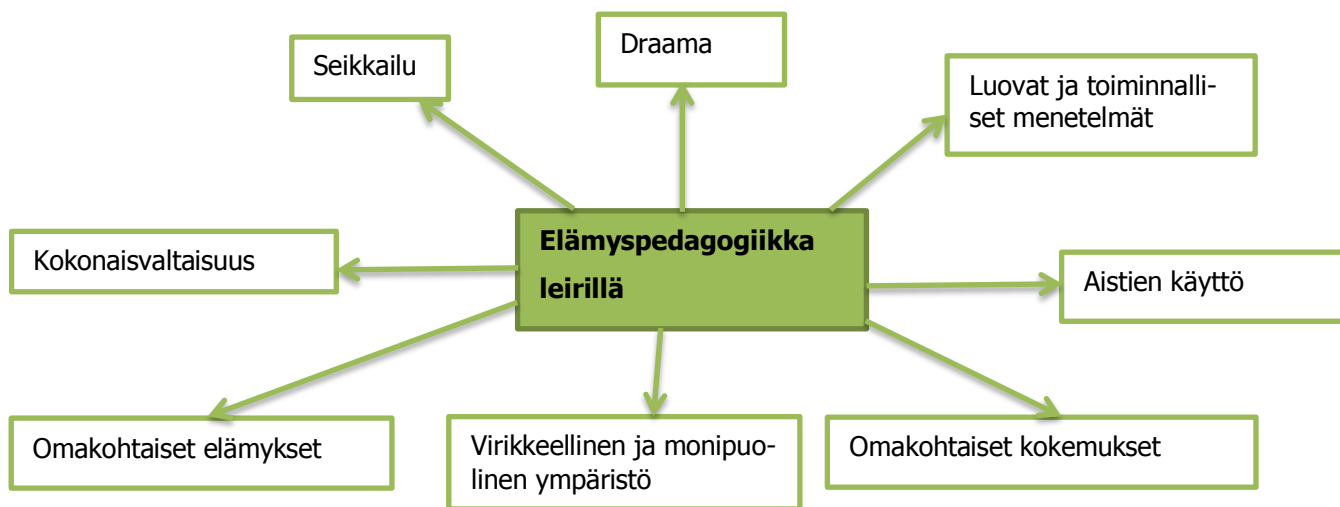 Draama
Seikkailu
Luovat ja toiminnalli-
set menetelmät
Elämyspedagogiikka
leirillä
Kokonaisvaltaisuus
Aistien käyttö
Omakohtaiset elämykset
Virikkeellinen ja monipuo-
linen ympäristö
Omakohtaiset kokemukset